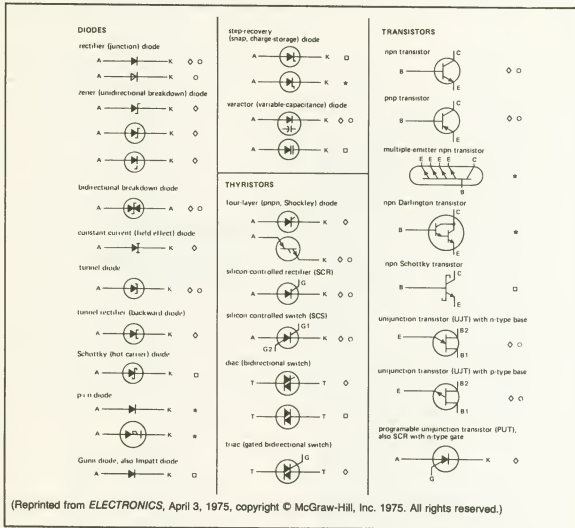 DIODES
rectifier (junction) diode
A K ◇ ○
A K ○
zener (unidirectional breakdown) diode
A K ◇
A K ◇
A K ◇
bidirectional breakdown diode
A A ◇ ○
constant current (field effect) diode
A K ◇
tunnel diode
A K ◇ ○
tunnel rectifier (backward diode)
A K ◇
Schottky (hot carrier) diode
A K □
p-i-n diode
A K *
A K *
Gunn diode, also Impatt diode
A K □
step-recovery
(snap, charge-storage) diode
A K □
A K *
varactor (variable-capacitance) diode
A K ◇ ○
A K □
THYRISTORS
four-layer (pnpn, Shockley) diode
A K ◇
A
K ◇ ○
silicon controlled rectifier (SCR)
G
A K ◇ ○
silicon controlled switch (SCS)
G1
A K ◇ ○
G2
diac (bidirectional switch)
T T ◇
T T □
triac (gated bidirectional switch)
G
T T ◇
TRANSISTORS
npn transistor
C
B ◇ ○
E
pnp transistor
C
B ◇ ○
E
multiple-emitter npn transistor
E E E E C
*
B
npn Darlington transistor
C
B *
E
npn Schottky transistor
C
B □
E
unijunction transistor (UJT) with n-type base
B2
E ◇ ○
B1
unijunction transistor (UJT) with p-type base
B2
E ◇ ○
B1
programable unijunction transistor (PUT),
also SCR with n-type gate
A K ◇
G
(Reprinted from ELECTRONICS, April 3, 1975, copyright © McGraw-Hill, Inc. 1975. All rights reserved.)